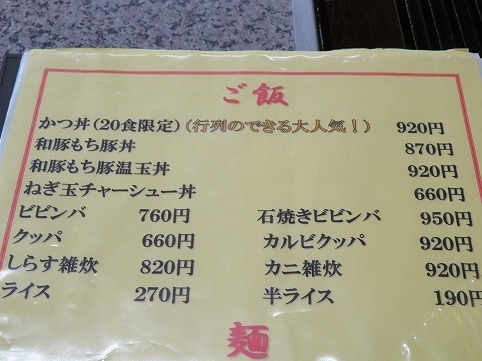 ご飯
かつ丼（20食限定）（行列のできる大人気！） 920円
和豚もち豚丼 870円
和豚もち豚温玉丼 920円
ねぎ玉チャーシュー丼 660円
ビビンバ 760円 石焼きビビンバ 950円
クッパ 660円 カルビクッパ 920円
しらす雑炊 820円 カニ雑炊 920円
ライス 270円 半ライス 190円
麺